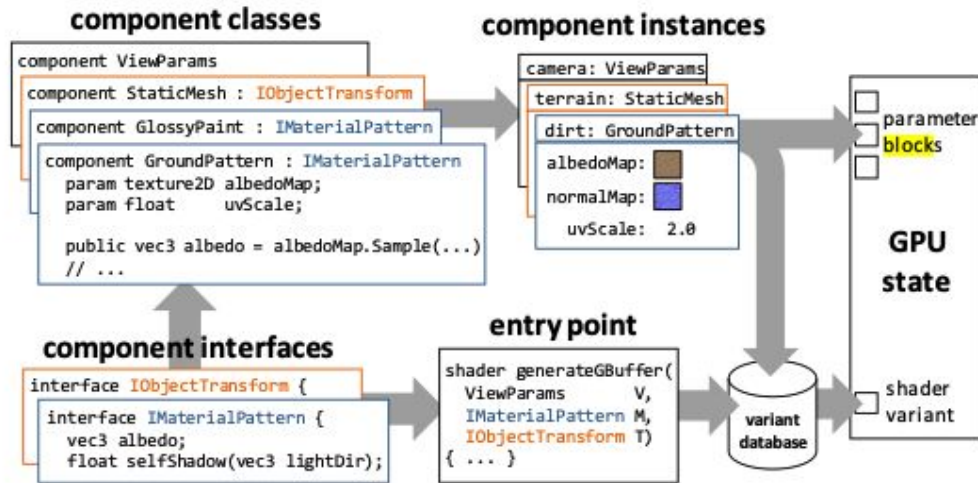 component classes
component ViewParams
component StaticMesh : IObjectTransform
component GlossyPaint : IMaterialPattern
component GroundPattern : IMaterialPattern
param texture2D albedoMap;
param float uvScale;
public vec3 albedo = albedoMap.Sample(...)
// ...
component instances
camera: ViewParams
terrain: StaticMesh
dirt: GroundPattern
albedoMap:
normalMap:
uvScale: 2.0
parameter
blocks
GPU
state
shader
variant
component interfaces
interface IObjectTransform {
interface IMaterialPattern {
vec3 albedo;
float selfShadow(vec3 lightDir);
entry point
shader generateGBuffer(
ViewParams V,
IMaterialPattern M,
IObjectTransform T)
{ ... }
variant
database